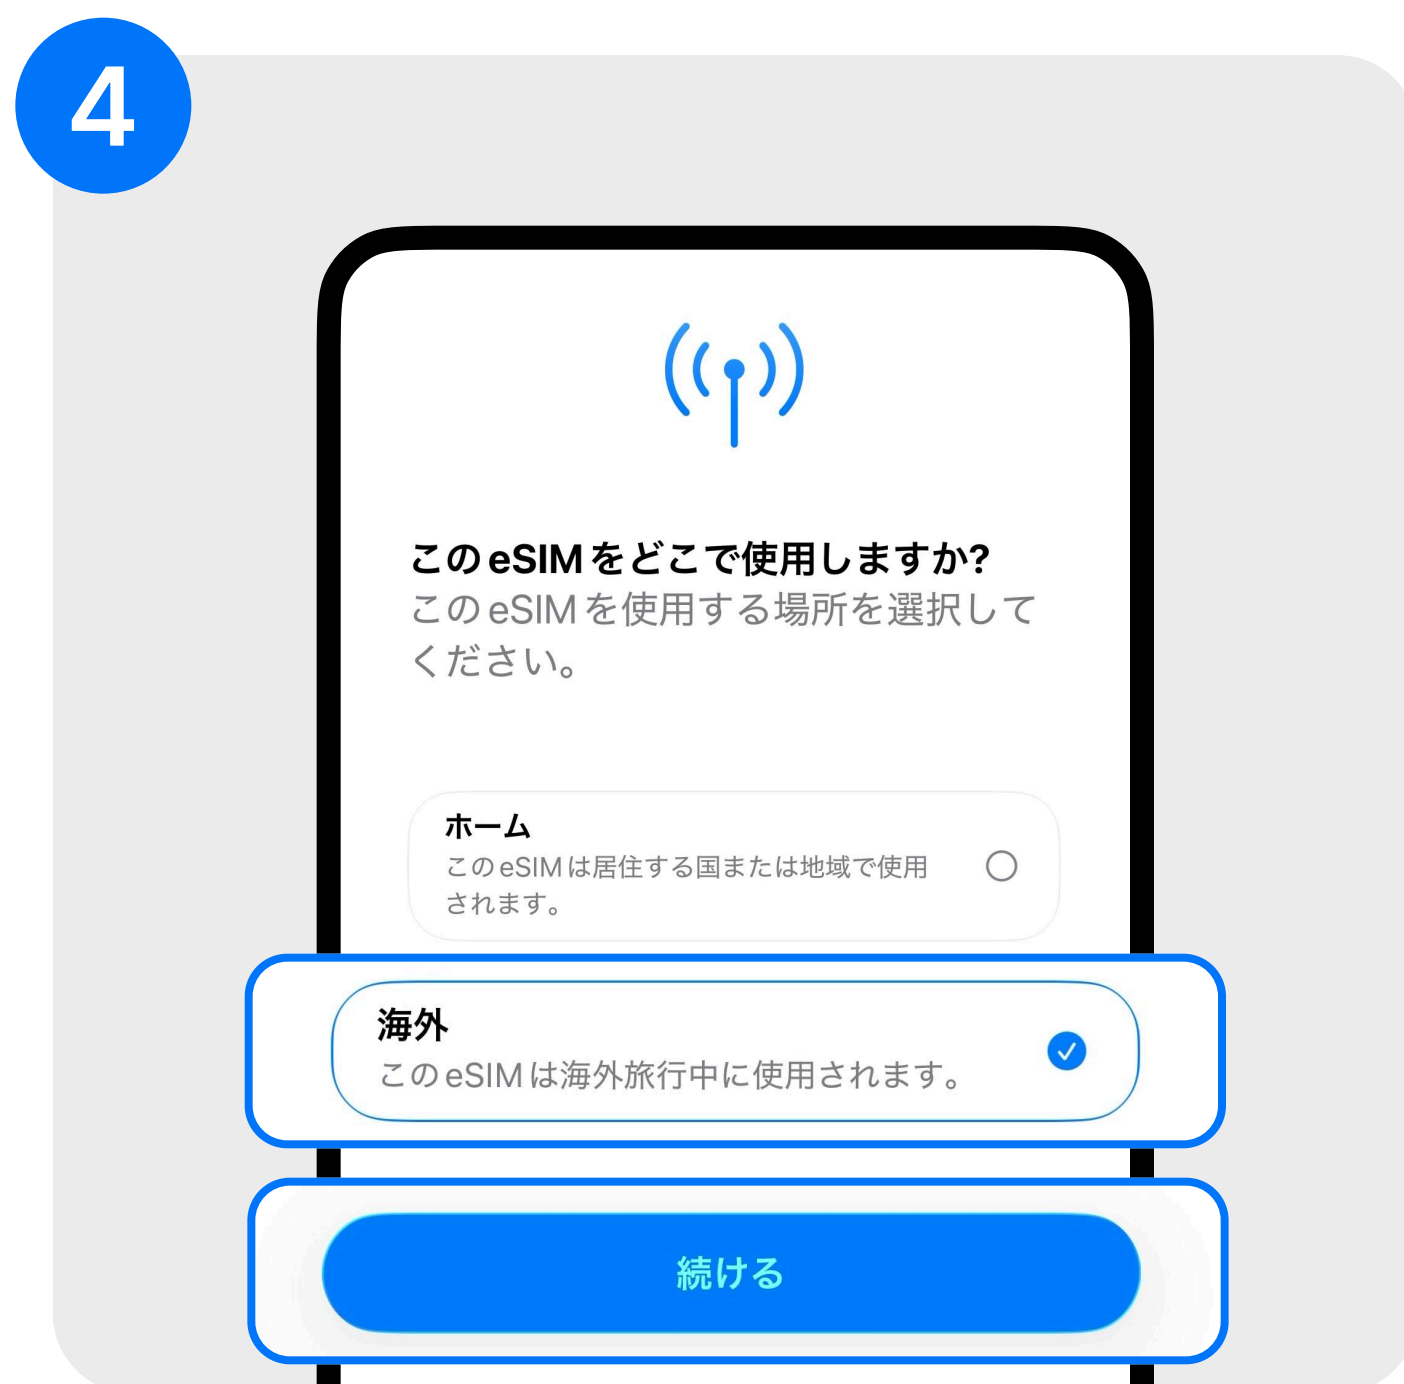 4
このeSIMをどこで使用しますか?
このeSIMを使用する場所を選択して
ください。
ホーム
このeSIMは居住する国または地域で使用
されます。
海外
このeSIMは海外旅行中に使用されます。
続ける